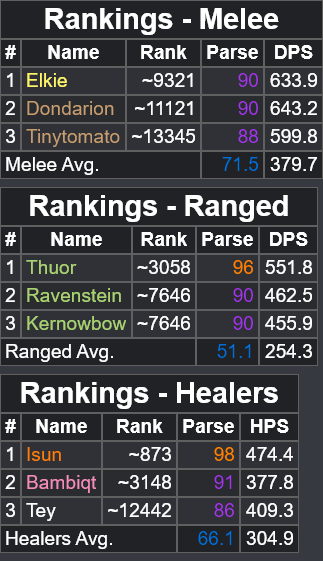 Rankings - Melee
# Name Rank Parse DPS
1 Elkie ~9321 90 633.9
2 Dondarion ~11121 90 643.2
3 Tinytomato ~13345 88 599.8
Melee Avg. 71.5 379.7
Rankings - Ranged
# Name Rank Parse DPS
1 Thuor ~3058 96 551.8
2 Ravenstein ~7646 90 462.5
3 Kernowbow ~7646 90 455.9
Ranged Avg. 51.1 254.3
Rankings - Healers
# Name Rank Parse HPS
1 Isun ~873 98 474.4
2 Bambiqt ~3148 91 377.8
3 Tey ~12442 86 409.3
Healers Avg. 66.1 304.9